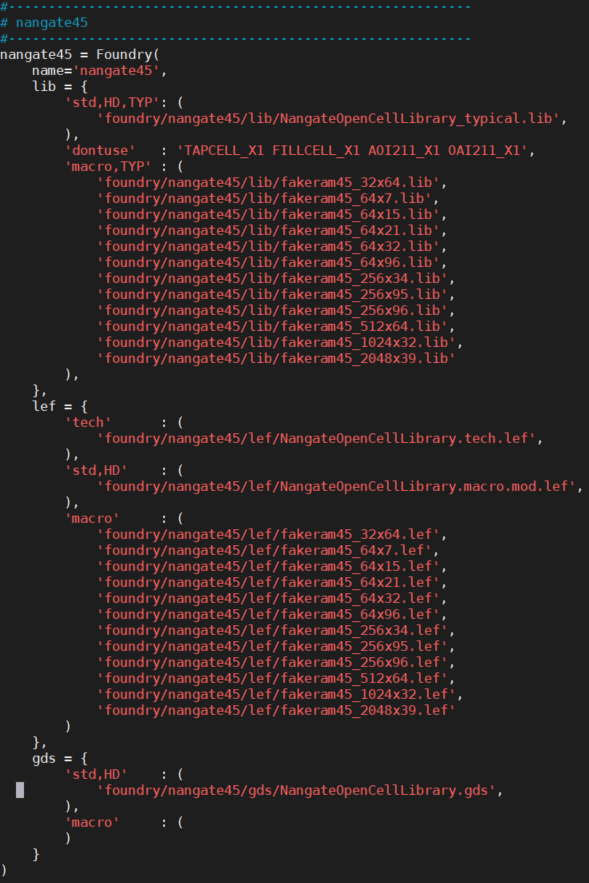 #----------------------------------------------------------
# nangate45
#----------------------------------------------------------
nangate45 = Foundry(
    name='nangate45',
    lib = {
        'std,HD,TYP': (
            'foundry/nangate45/lib/NangateOpenCellLibrary_typical.lib',
        ),
        'dontuse'   : 'TAPCELL_X1 FILLCELL_X1 AOI211_X1 OAI211_X1',
        'macro,TYP' : (
            'foundry/nangate45/lib/fakeram45_32x64.lib',
            'foundry/nangate45/lib/fakeram45_64x7.lib',
            'foundry/nangate45/lib/fakeram45_64x15.lib',
            'foundry/nangate45/lib/fakeram45_64x21.lib',
            'foundry/nangate45/lib/fakeram45_64x32.lib',
            'foundry/nangate45/lib/fakeram45_64x96.lib',
            'foundry/nangate45/lib/fakeram45_256x34.lib',
            'foundry/nangate45/lib/fakeram45_256x95.lib',
            'foundry/nangate45/lib/fakeram45_256x96.lib',
            'foundry/nangate45/lib/fakeram45_512x64.lib',
            'foundry/nangate45/lib/fakeram45_1024x32.lib',
            'foundry/nangate45/lib/fakeram45_2048x39.lib'
        ),
    },
    lef = {
        'tech'      : (
            'foundry/nangate45/lef/NangateOpenCellLibrary.tech.lef',
        ),
        'std,HD'    : (
            'foundry/nangate45/lef/NangateOpenCellLibrary.macro.mod.lef',
        ),
        'macro'     : (
            'foundry/nangate45/lef/fakeram45_32x64.lef',
            'foundry/nangate45/lef/fakeram45_64x7.lef',
            'foundry/nangate45/lef/fakeram45_64x15.lef',
            'foundry/nangate45/lef/fakeram45_64x21.lef',
            'foundry/nangate45/lef/fakeram45_64x32.lef',
            'foundry/nangate45/lef/fakeram45_64x96.lef',
            'foundry/nangate45/lef/fakeram45_256x34.lef',
            'foundry/nangate45/lef/fakeram45_256x95.lef',
            'foundry/nangate45/lef/fakeram45_256x96.lef',
            'foundry/nangate45/lef/fakeram45_512x64.lef',
            'foundry/nangate45/lef/fakeram45_1024x32.lef',
            'foundry/nangate45/lef/fakeram45_2048x39.lef'
        )
    },
    gds = {
        'std,HD'    : (
            'foundry/nangate45/gds/NangateOpenCellLibrary.gds',
        ),
        'macro'     : (
        )
    }
)